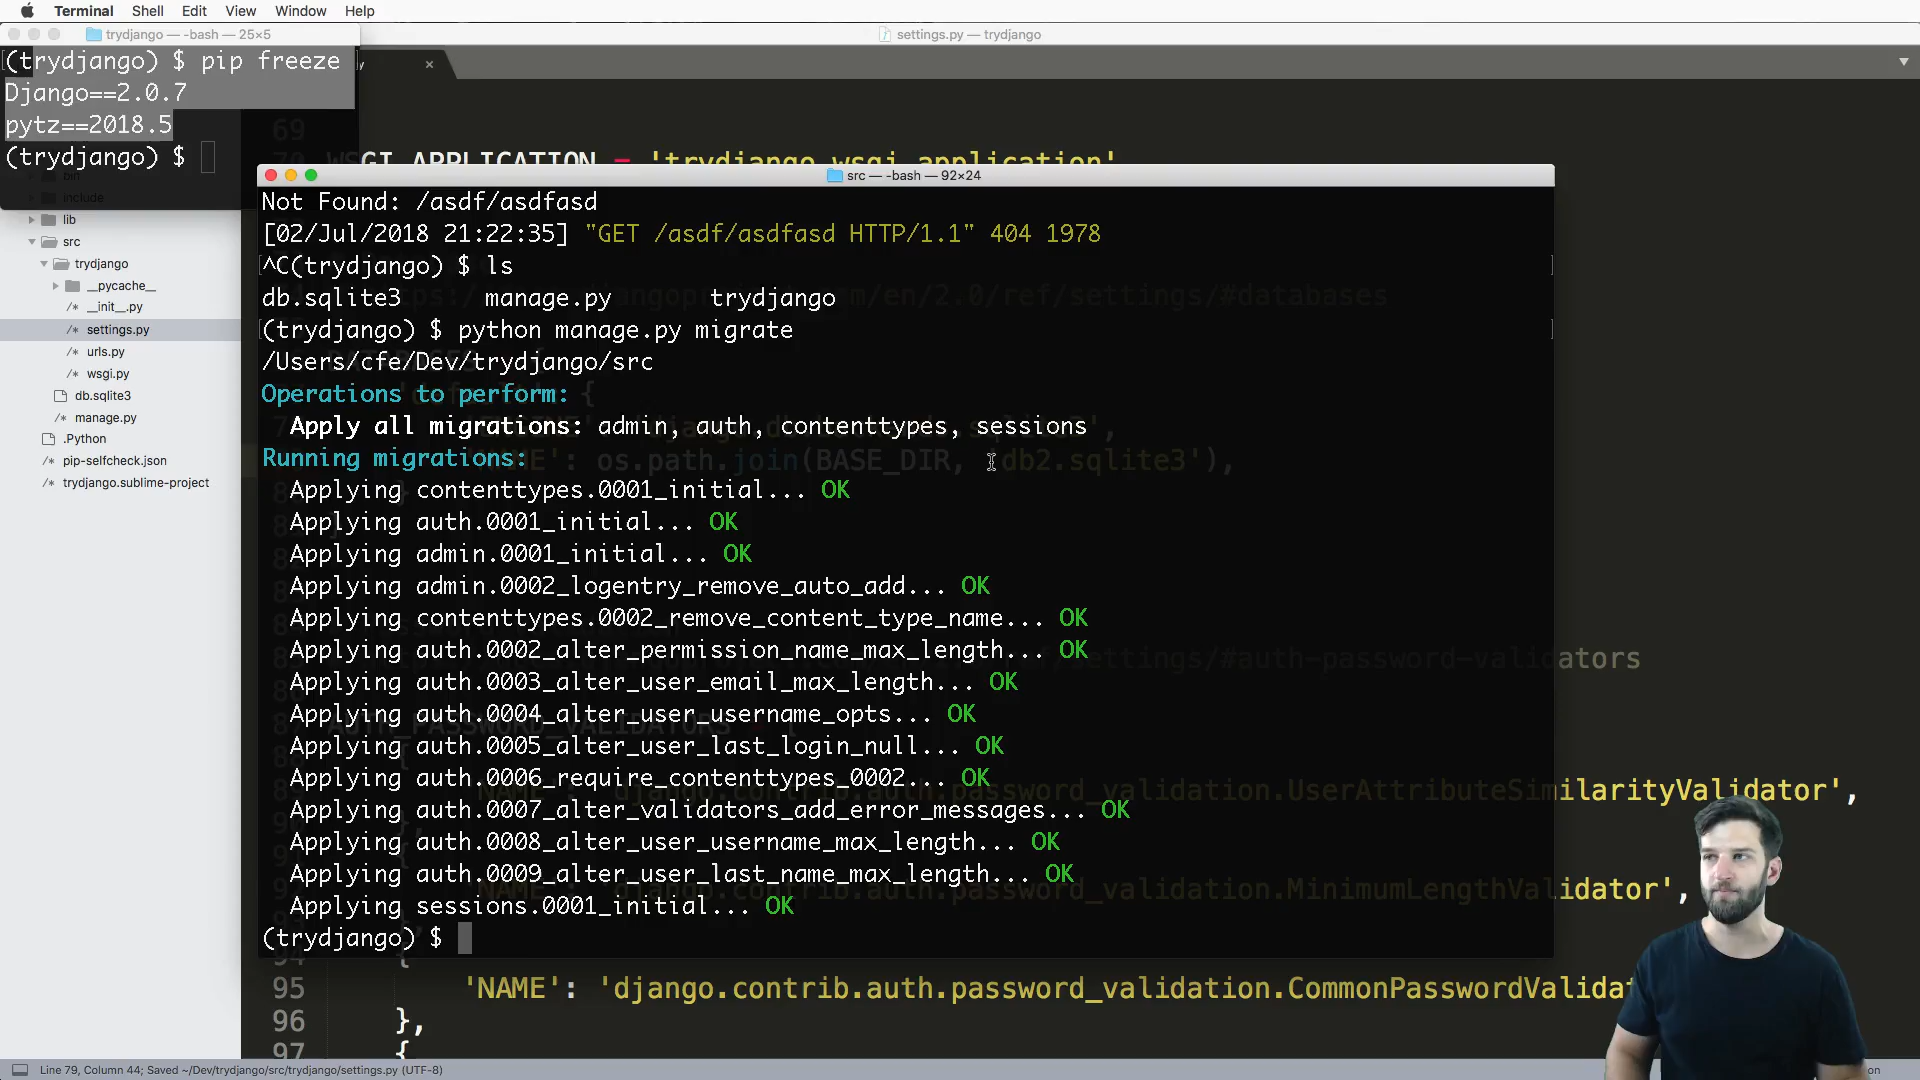 Terminal Shell Edit View Window Help
trydjango — -bash — 25×5
settings.py — trydjango
(trydjango) $ pip freeze
Django==2.0.7
pytz==2018.5
(trydjango) $
bin
include
lib
src
trydjango
__pycache__
/* __init__.py
/* settings.py
/* urls.py
/* wsgi.py
db.sqlite3
/* manage.py
.Python
/* pip-selfcheck.json
/* trydjango.sublime-project
69
WSGI_APPLICATION = 'trydjango.wsgi.application'
src — -bash — 92×24
Not Found: /asdf/asdfasd
[02/Jul/2018 21:22:35] "GET /asdf/asdfasd HTTP/1.1" 404 1978
^C(trydjango) $ ls
db.sqlite3 manage.py trydjango
(trydjango) $ python manage.py migrate
/Users/cfe/Dev/trydjango/src
Operations to perform:
Apply all migrations: admin, auth, contenttypes, sessions
Running migrations:
Applying contenttypes.0001_initial... OK
Applying auth.0001_initial... OK
Applying admin.0001_initial... OK
Applying admin.0002_logentry_remove_auto_add... OK
Applying contenttypes.0002_remove_content_type_name... OK
Applying auth.0002_alter_permission_name_max_length... OK
Applying auth.0003_alter_user_email_max_length... OK
Applying auth.0004_alter_user_username_opts... OK
Applying auth.0005_alter_user_last_login_null... OK
Applying auth.0006_require_contenttypes_0002... OK
Applying auth.0007_alter_validators_add_error_messages... OK
Applying auth.0008_alter_user_username_max_length... OK
Applying auth.0009_alter_user_last_name_max_length... OK
Applying sessions.0001_initial... OK
(trydjango) $
/settings/#databases
os.path.join(BASE_DIR, 'db2.sqlite3'),
settings/#auth-password-validators
AUTH_PASSWORD_VALIDATORS = [
'NAME': 'django.contrib.auth.password_validation.UserAttributeSimilarityValidator',
'NAME': 'django.contrib.auth.password_validation.MinimumLengthValidator',
94 {
95 'NAME': 'django.contrib.auth.password_validation.CommonPasswordValida
96 },
97 {
Line 79, Column 44; Saved ~/Dev/trydjango/src/trydjango/settings.py (UTF-8)